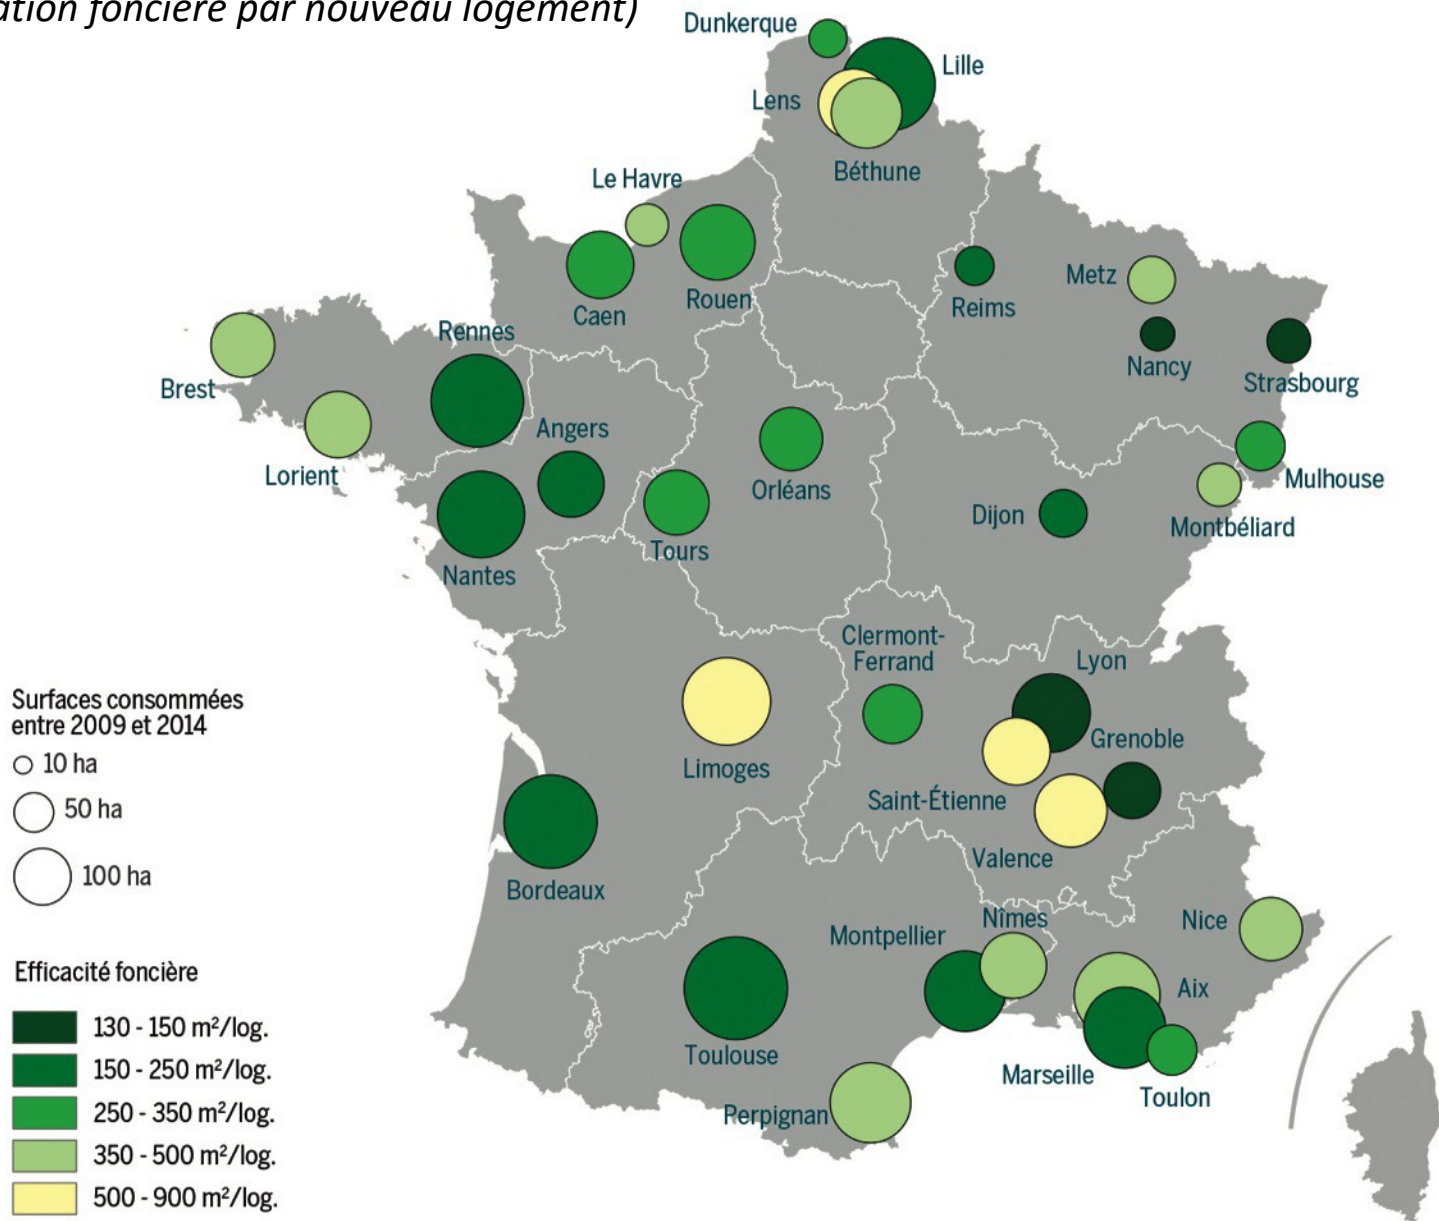 ation foncière par nouveau logement)
Dunkerque
Lille
Lens
Béthune
Le Havre
Rouen
Caen
Reims
Metz
Nancy
Strasbourg
Rennes
Brest
Lorient
Angers
Nantes
Tours
Orléans
Dijon
Mulhouse
Montbéliard
Clermont-
Ferrand
Lyon
Grenoble
Limoges
Saint-Étienne
Valence
Bordeaux
Nîmes
Montpellier
Nice
Aix
Toulouse
Marseille
Toulon
Perpignan
Surfaces consommées
entre 2009 et 2014
10 ha
50 ha
100 ha
Efficacité foncière
130 - 150 m²/log.
150 - 250 m²/log.
250 - 350 m²/log.
350 - 500 m²/log.
500 - 900 m²/log.